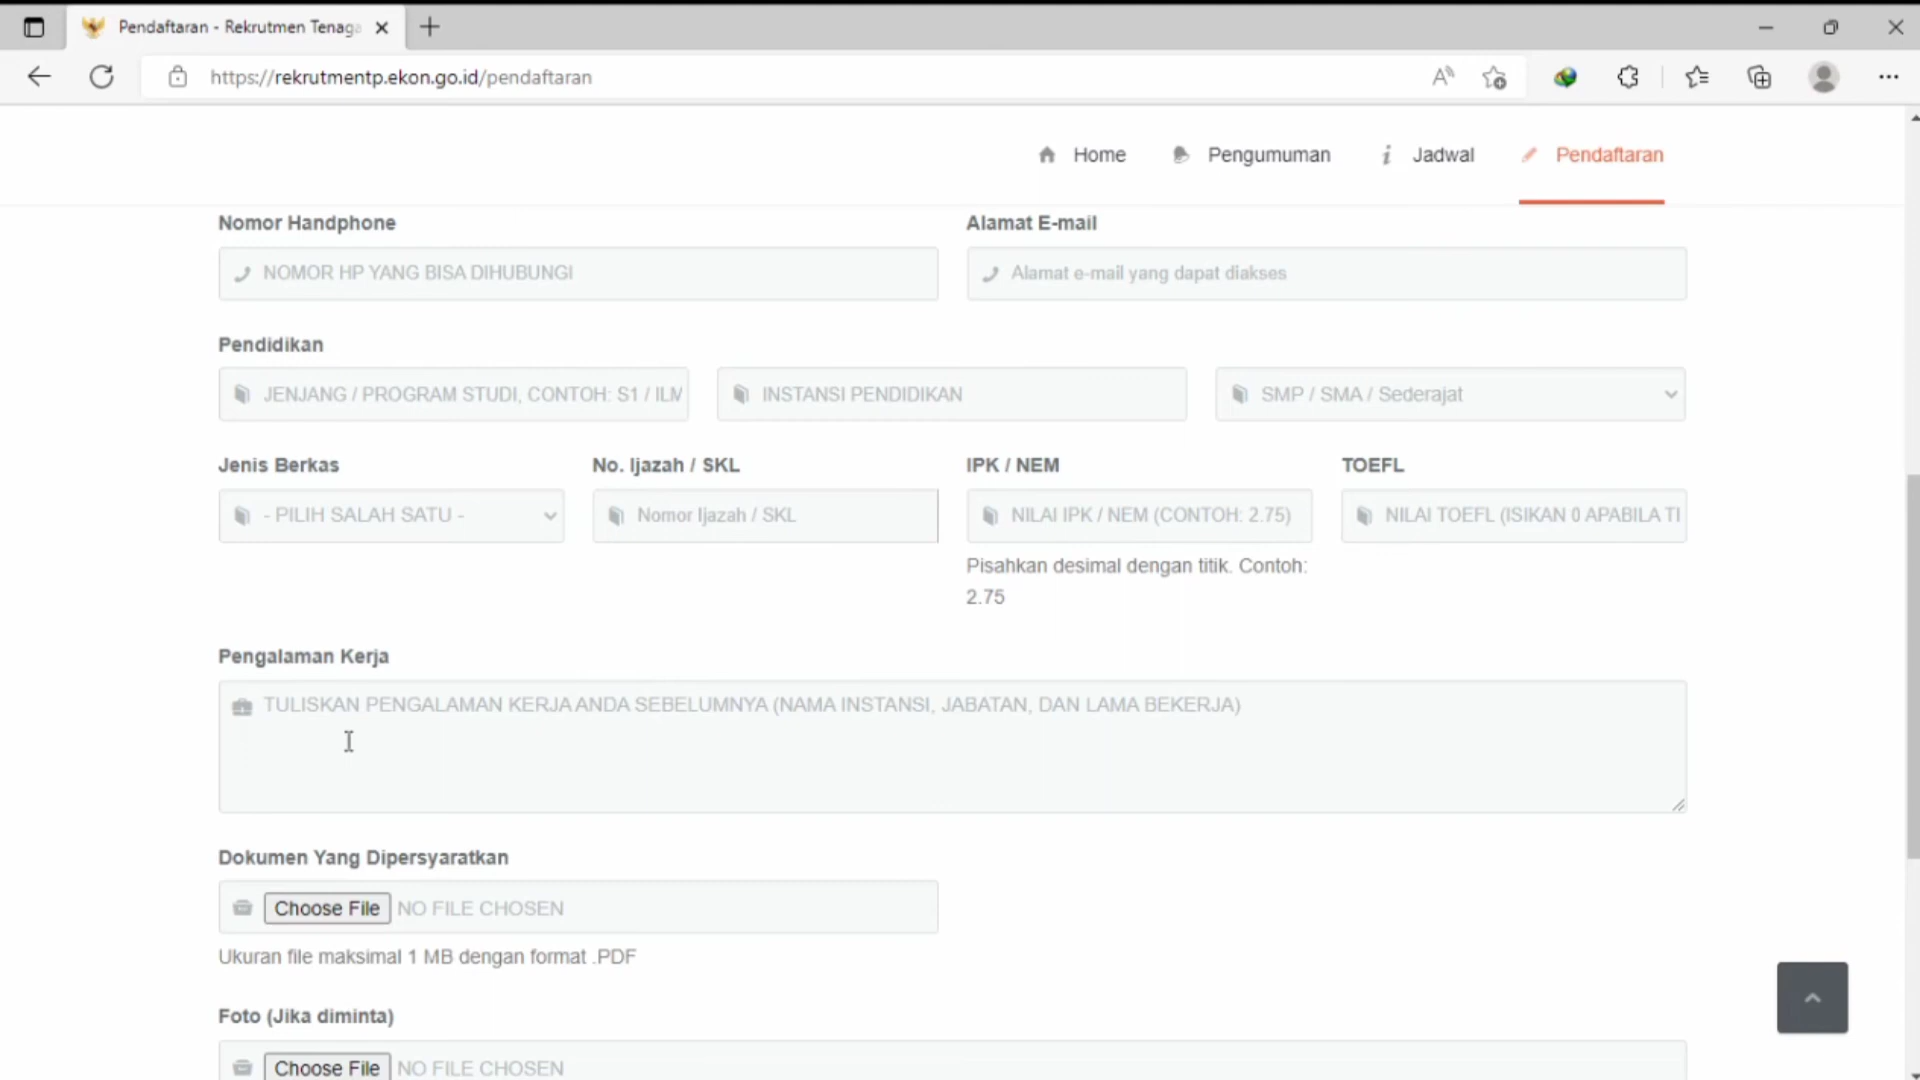 Pendaftaran - Rekrutmen Tenaga
https://rekrutmentp.ekon.go.id/pendaftaran
Home
Pengumuman
Jadwal
Pendaftaran
Nomor Handphone
Alamat E-mail
NOMOR HP YANG BISA DIHUBUNGI
Alamat e-mail yang dapat diakses
Pendidikan
JENJANG / PROGRAM STUDI, CONTOH: S1 / ILM
INSTANSI PENDIDIKAN
SMP / SMA / Sederajat
Jenis Berkas
No. Ijazah / SKL
IPK / NEM
TOEFL
- PILIH SALAH SATU -
Nomor Ijazah / SKL
NILAI IPK / NEM (CONTOH: 2.75)
NILAI TOEFL (ISIKAN 0 APABILA TI
Pisahkan desimal dengan titik. Contoh:
2.75
Pengalaman Kerja
TULISKAN PENGALAMAN KERJA ANDA SEBELUMNYA (NAMA INSTANSI, JABATAN, DAN LAMA BEKERJA)
Dokumen Yang Dipersyaratkan
Choose File NO FILE CHOSEN
Ukuran file maksimal 1 MB dengan format .PDF
Foto (Jika diminta)
Choose File NO FILE CHOSEN